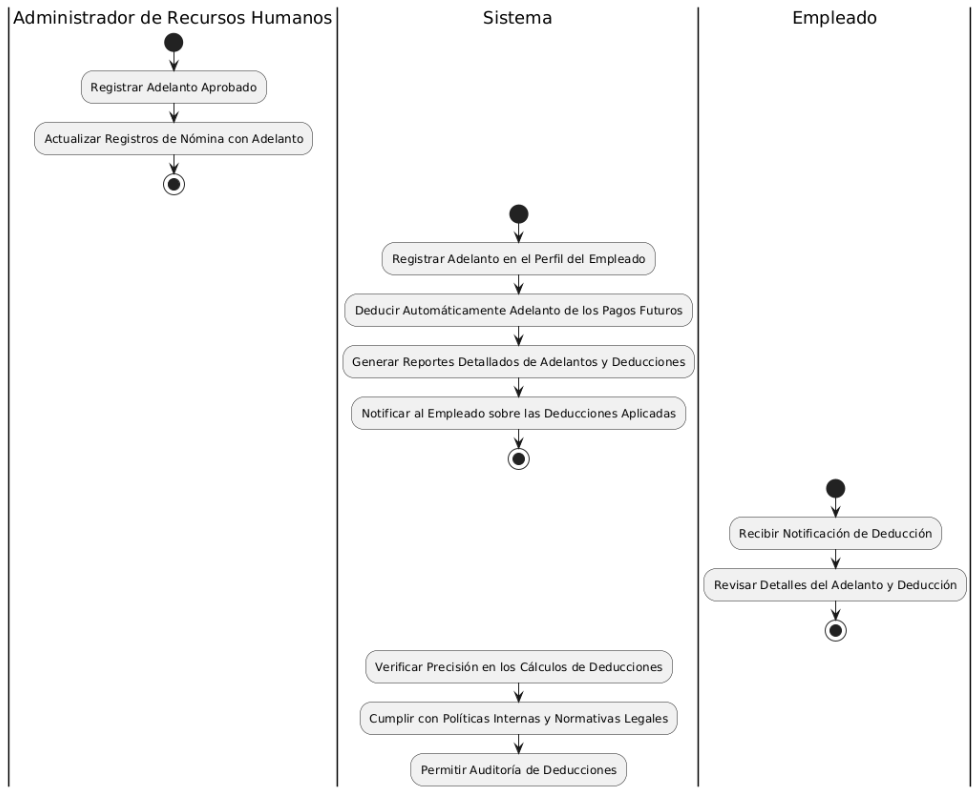 Administrador de Recursos Humanos
Sistema
Empleado
Registrar Adelanto Aprobado
Actualizar Registros de Nómina con Adelanto
Registrar Adelanto en el Perfil del Empleado
Deducir Automáticamente Adelanto de los Pagos Futuros
Generar Reportes Detallados de Adelantos y Deducciones
Notificar al Empleado sobre las Deducciones Aplicadas
Recibir Notificación de Deducción
Revisar Detalles del Adelanto y Deducción
Verificar Precisión en los Cálculos de Deducciones
Cumplir con Políticas Internas y Normativas Legales
Permitir Auditoría de Deducciones